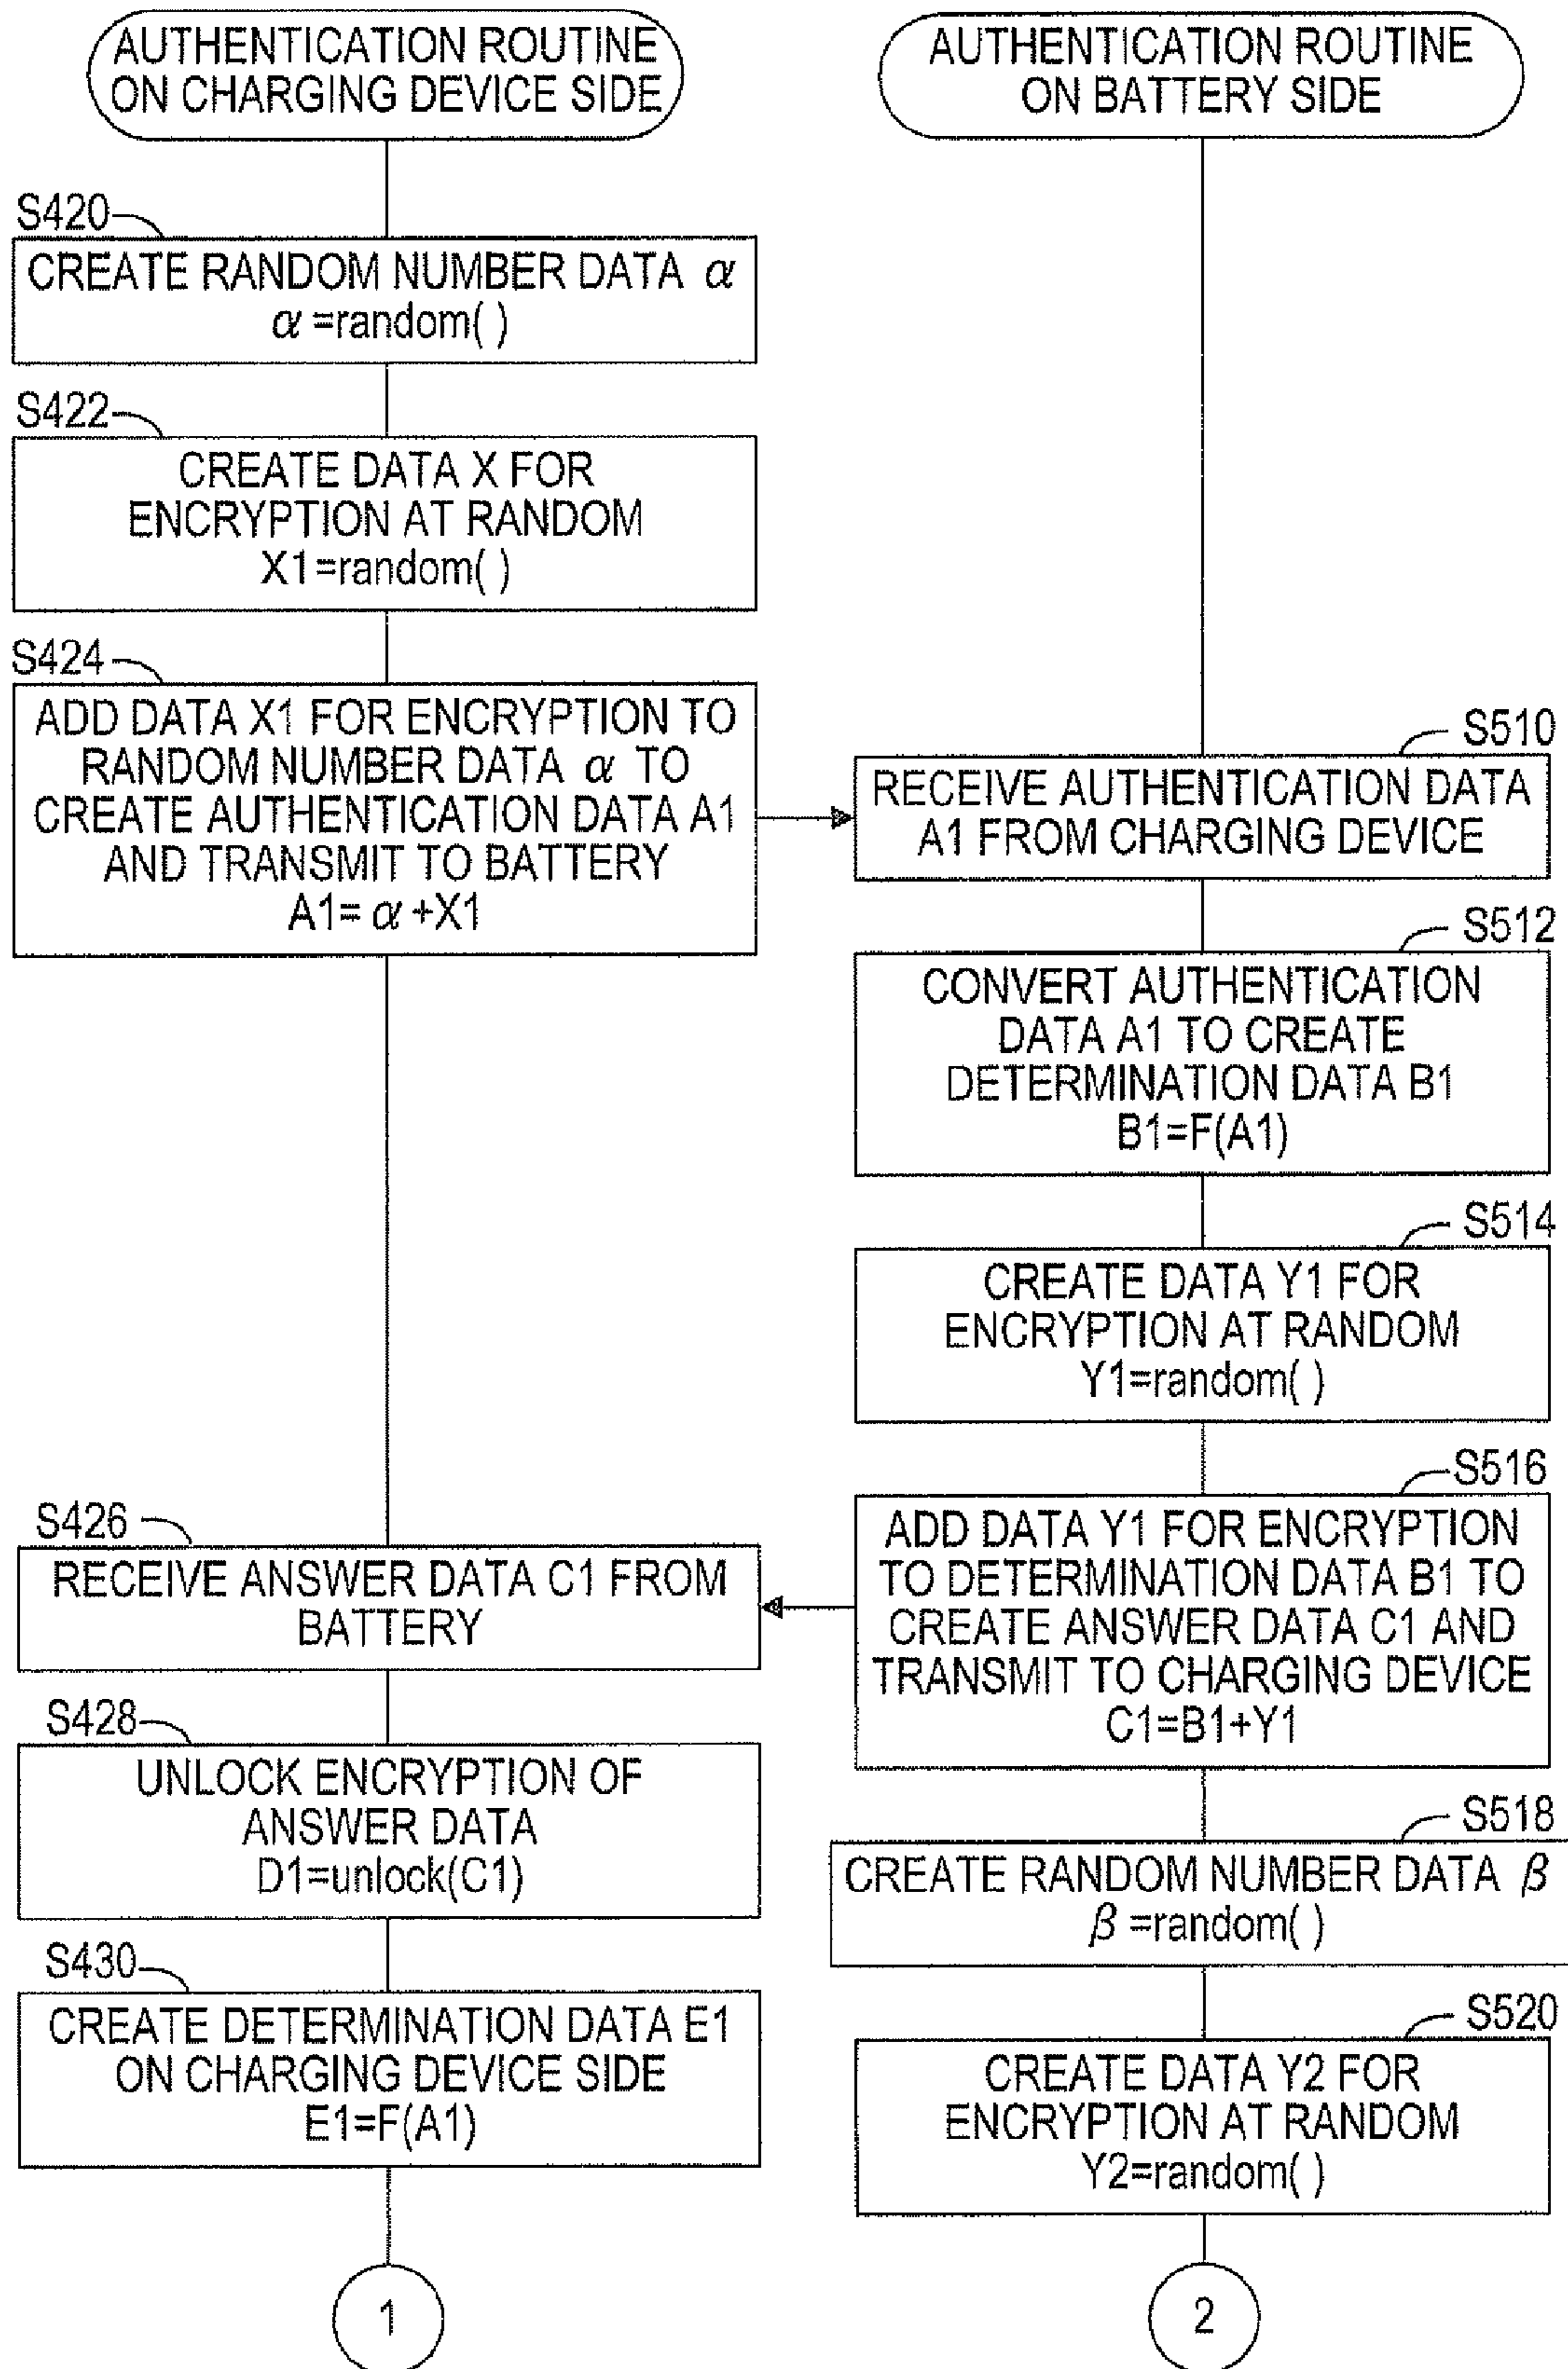 AUTHENTICATION ROUTINE
ON CHARGING DEVICE SIDE
S420
CREATE RANDOM NUMBER DATA α
α=random( )
S422
CREATE DATA X FOR
ENCRYPTION AT RANDOM
X1=random( )
S424
ADD DATA X1 FOR ENCRYPTION TO
RANDOM NUMBER DATA α TO
CREATE AUTHENTICATION DATA A1
AND TRANSMIT TO BATTERY
A1=α+X1
S426
RECEIVE ANSWER DATA C1 FROM
BATTERY
S428
UNLOCK ENCRYPTION OF
ANSWER DATA
D1=unlock(C1)
S430
CREATE DETERMINATION DATA E1
ON CHARGING DEVICE SIDE
E1=F(A1)
1
AUTHENTICATION ROUTINE
ON BATTERY SIDE
S510
RECEIVE AUTHENTICATION DATA
A1 FROM CHARGING DEVICE
S512
CONVERT AUTHENTICATION
DATA A1 TO CREATE
DETERMINATION DATA B1
B1=F(A1)
S514
CREATE DATA Y1 FOR
ENCRYPTION AT RANDOM
Y1=random( )
S516
ADD DATA Y1 FOR ENCRYPTION
TO DETERMINATION DATA B1 TO
CREATE ANSWER DATA C1 AND
TRANSMIT TO CHARGING DEVICE
C1=B1+Y1
S518
CREATE RANDOM NUMBER DATA β
β=random( )
S520
CREATE DATA Y2 FOR
ENCRYPTION AT RANDOM
Y2=random( )
2